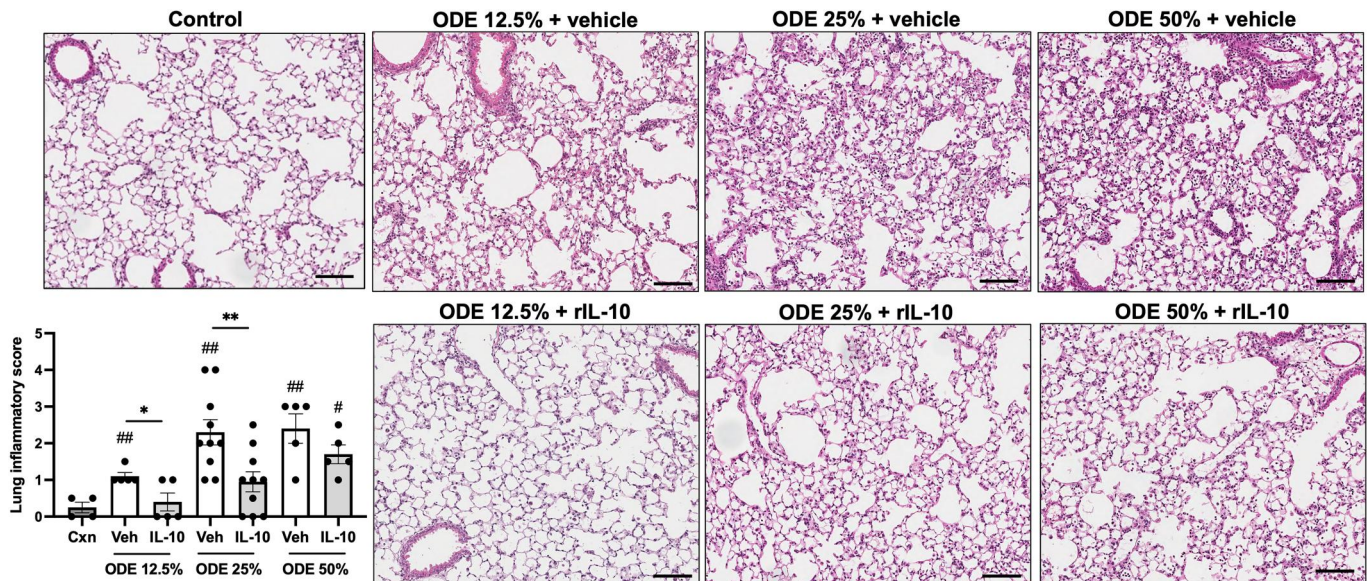 Control
ODE 12.5% + vehicle
ODE 25% + vehicle
ODE 50% + vehicle
ODE 12.5% + rIL-10
ODE 25% + rIL-10
ODE 50% + rIL-10
Lung inflammatory score
5
4
3
2
1
0
##
*
##
**
##
#
Cxn Veh IL-10 Veh IL-10 Veh IL-10
ODE 12.5% ODE 25% ODE 50%